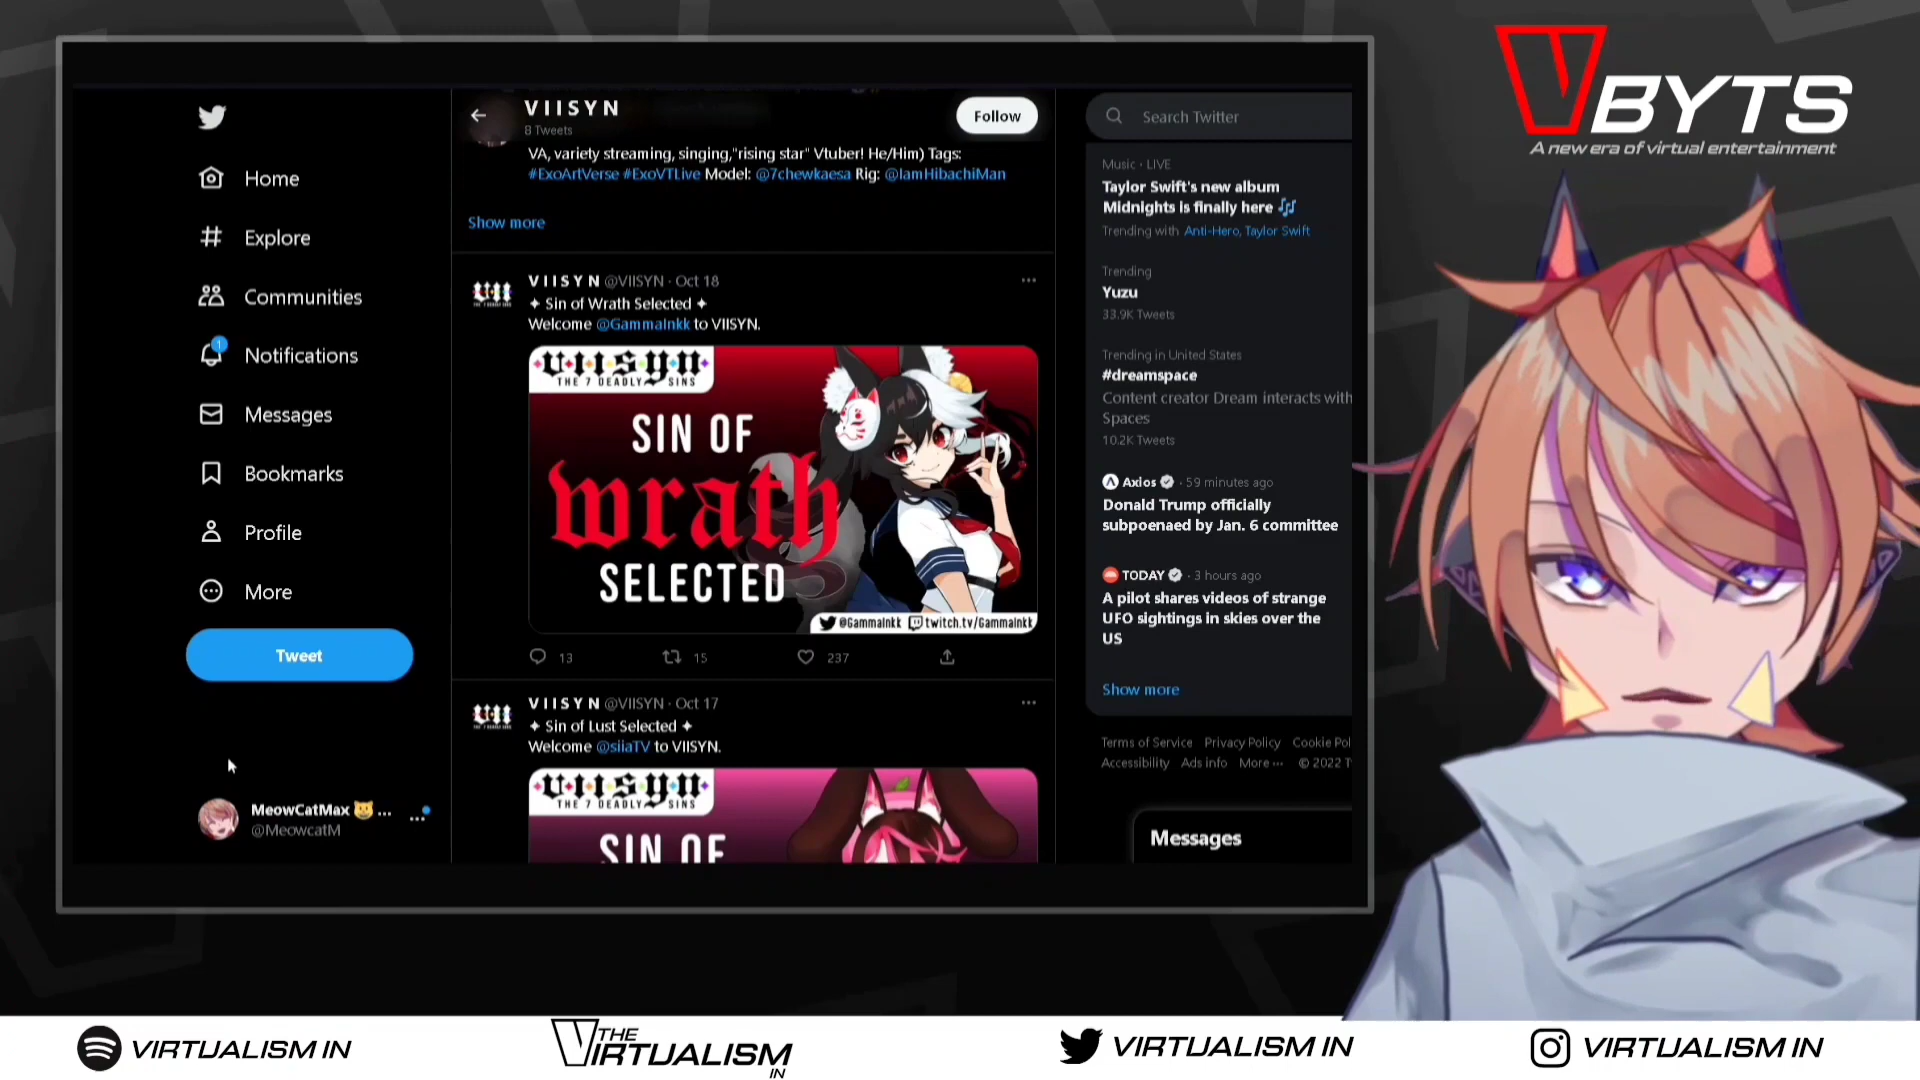 Home
Explore
Communities
1
Notifications
Messages
Bookmarks
Profile
More
Tweet
MeowCatMax 😺 ...
@MeowcatM
V I I S Y N
8 Tweets
Follow
VA, variety streaming, singing,"rising star" Vtuber! He/Him) Tags:
#ExoArtVerse #ExoVTLive Model: @7chewkaesa Rig: @IamHibachiMan
Show more
V I I S Y N @VIISYN · Oct 18
✦ Sin of Wrath Selected ✦
Welcome @GammaInkk to VIISYN.
VIISYN
THE 7 DEADLY SINS
SIN OF
wrath
SELECTED
@GammaInkk twitch.tv/GammaInkk
13 15 237
V I I S Y N @VIISYN · Oct 17
✦ Sin of Lust Selected ✦
Welcome @siiaTV to VIISYN.
VIISYN
THE 7 DEADLY SINS
SIN OF
Search Twitter
Music · LIVE
Taylor Swift's new album
Midnights is finally here 🎶
Trending with Anti-Hero, Taylor Swift
Trending
Yuzu
33.9K Tweets
Trending in United States
#dreamspace
Content creator Dream interacts with
Spaces
10.2K Tweets
Axios · 59 minutes ago
Donald Trump officially
subpoenaed by Jan. 6 committee
TODAY · 3 hours ago
A pilot shares videos of strange
UFO sightings in skies over the
US
Show more
Terms of Service Privacy Policy Cookie Pol
Accessibility Ads info More ··· © 2022 T
Messages
VBYTS
A new era of virtual entertainment
VIRTUALISM IN
THE
VIRTUALISM
IN
VIRTUALISM IN
VIRTUALISM IN